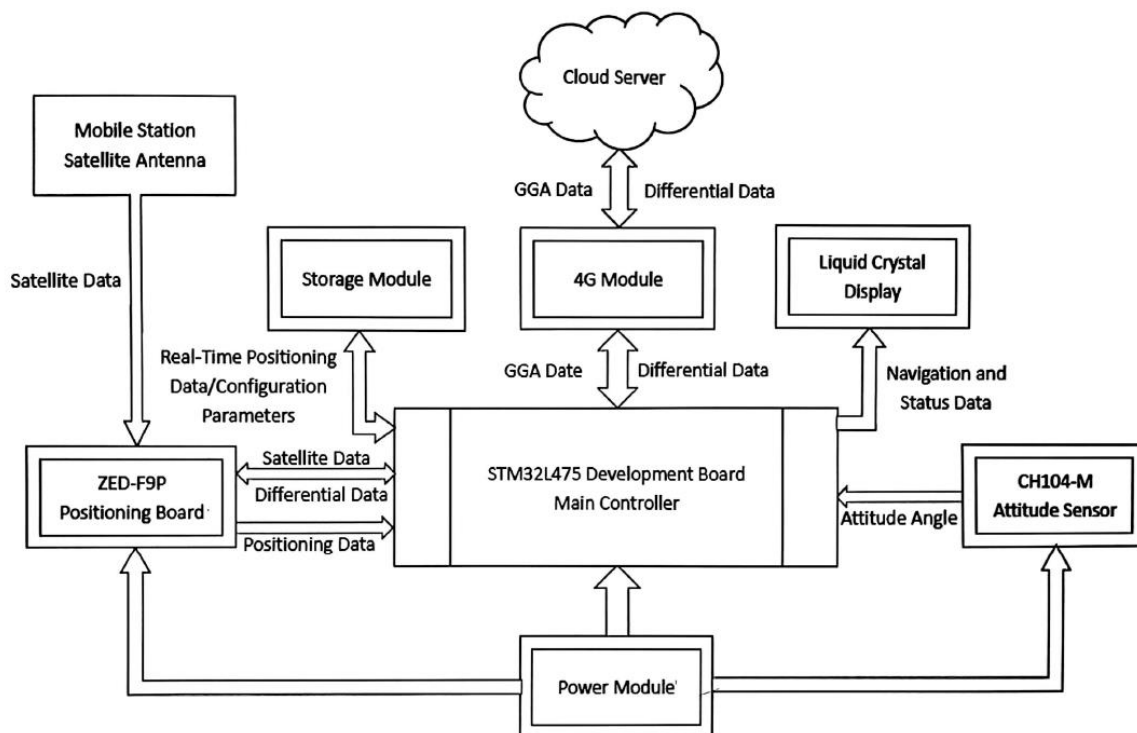 Cloud Server
Mobile Station
Satellite Antenna
GGA Data
Differential Data
Satellite Data
Storage Module
4G Module
Liquid Crystal
Display
Real-Time Positioning
Data/Configuration
Parameters
GGA Date
Differential Data
Navigation and
Status Data
ZED-F9P
Positioning Board
Satellite Data
Differential Data
Positioning Data
STM32L475 Development Board
Main Controller
Attitude Angle
CH104-M
Attitude Sensor
Power Module